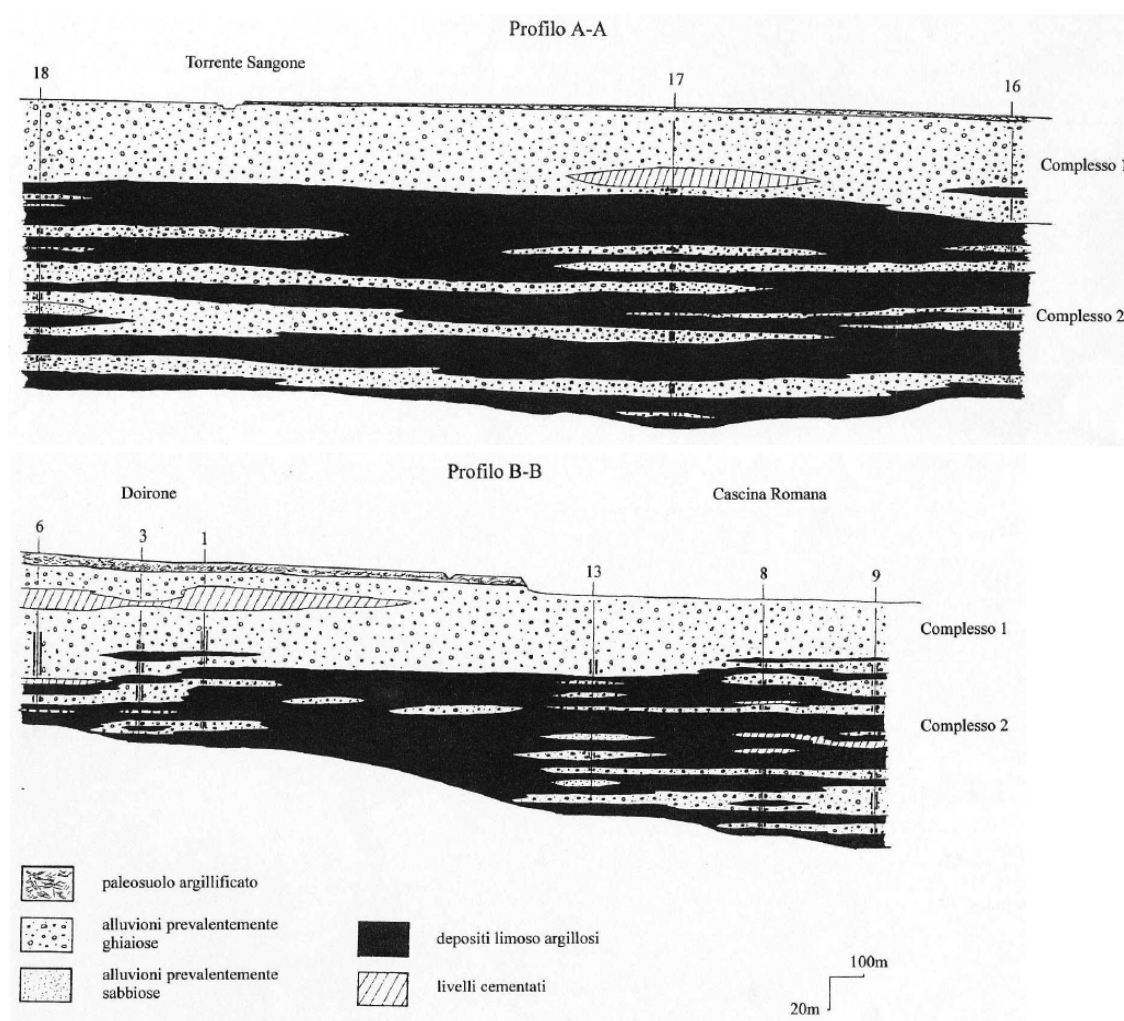 Profilo A-A
18
Torrente Sangone
17
16
Complesso 1
Complesso 2
Profilo B-B
Doirone
Cascina Romana
6
3
1
13
8
9
Complesso 1
Complesso 2
paleosuolo argillificato
alluvioni prevalentemente
ghiaiose
alluvioni prevalentemente
sabbiose
depositi limoso argillosi
livelli cementati
100m
20m